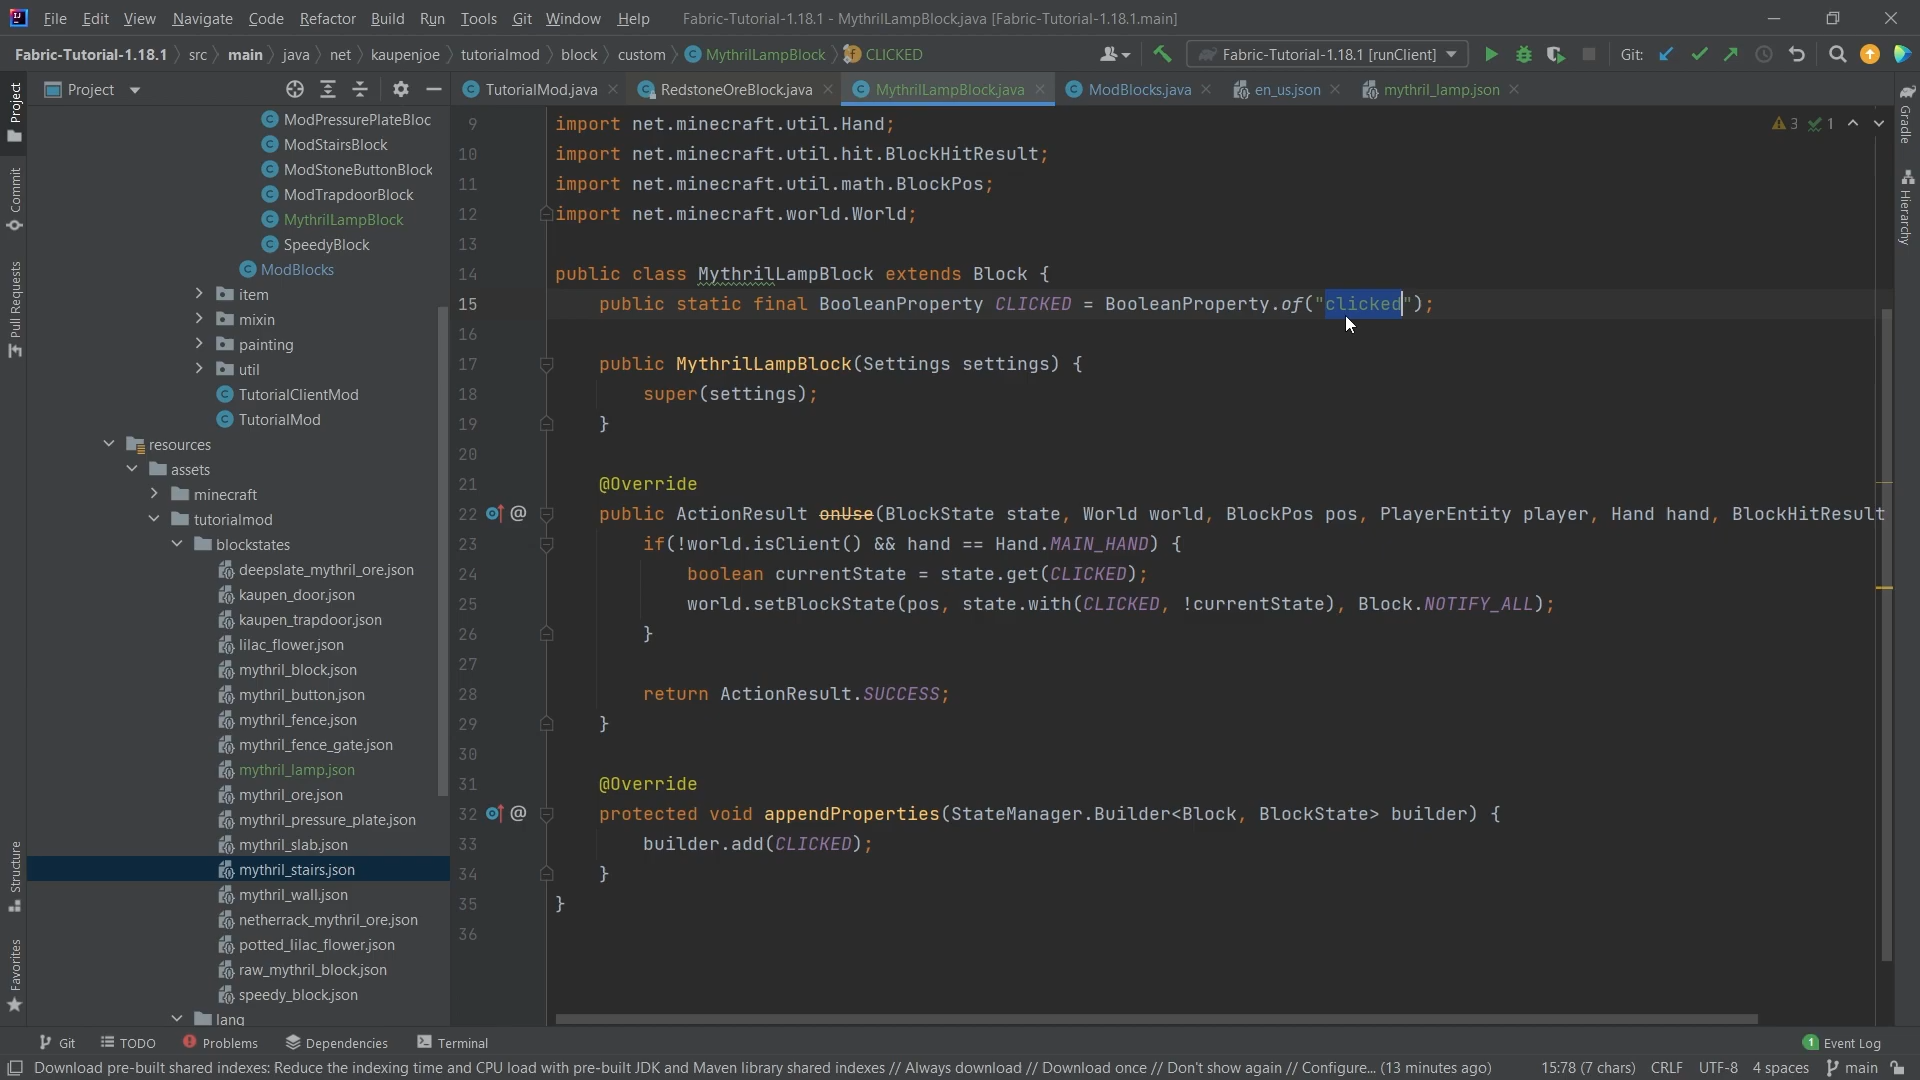 File Edit View Navigate Code Refactor Build Run Tools Git Window Help Fabric-Tutorial-1.18.1 - MythrilLampBlock.java [Fabric-Tutorial-1.18.1.main]
Fabric-Tutorial-1.18.1 src main java net kaupenjoe tutorialmod block custom MythrilLampBlock CLICKED Fabric-Tutorial-1.18.1 [runClient] Git:
Project TutorialMod.java RedstoneOreBlock.java MythrilLampBlock.java ModBlocks.java en_us.json mythril_lamp.json
Project
Commit
Pull Requests
Structure
Favorites
Gradle
Hierarchy
ModPressurePlateBloc
ModStairsBlock
ModStoneButtonBlock
ModTrapdoorBlock
MythrilLampBlock
SpeedyBlock
ModBlocks
item
mixin
painting
util
TutorialClientMod
TutorialMod
resources
assets
minecraft
tutorialmod
blockstates
deepslate_mythril_ore.json
kaupen_door.json
kaupen_trapdoor.json
lilac_flower.json
mythril_block.json
mythril_button.json
mythril_fence.json
mythril_fence_gate.json
mythril_lamp.json
mythril_ore.json
mythril_pressure_plate.json
mythril_slab.json
mythril_stairs.json
mythril_wall.json
netherrack_mythril_ore.json
potted_lilac_flower.json
raw_mythril_block.json
speedy_block.json
lang
3 1
9 import net.minecraft.util.Hand;
10 import net.minecraft.util.hit.BlockHitResult;
11 import net.minecraft.util.math.BlockPos;
12 import net.minecraft.world.World;
13
14 public class MythrilLampBlock extends Block {
15 public static final BooleanProperty CLICKED = BooleanProperty.of("clicked");
16
17 public MythrilLampBlock(Settings settings) {
18 super(settings);
19 }
20
21 @Override
22 @ public ActionResult onUse(BlockState state, World world, BlockPos pos, PlayerEntity player, Hand hand, BlockHitResult
23 if(!world.isClient() && hand == Hand.MAIN_HAND) {
24 boolean currentState = state.get(CLICKED);
25 world.setBlockState(pos, state.with(CLICKED, !currentState), Block.NOTIFY_ALL);
26 }
27
28 return ActionResult.SUCCESS;
29 }
30
31 @Override
32 @ protected void appendProperties(StateManager.Builder<Block, BlockState> builder) {
33 builder.add(CLICKED);
34 }
35 }
36
Git TODO Problems Dependencies Terminal 1 Event Log
Download pre-built shared indexes: Reduce the indexing time and CPU load with pre-built JDK and Maven library shared indexes // Always download // Download once // Don't show again // Configure... (13 minutes ago) 15:78 (7 chars) CRLF UTF-8 4 spaces main